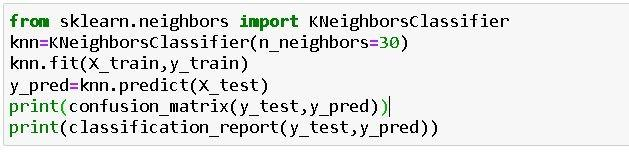 from sklearn.neighbors import KNeighborsClassifier
knn=KNeighborsClassifier(n_neighbors=30)
knn.fit(X_train,y_train)
y_pred=knn.predict(X_test)
print(confusion_matrix(y_test,y_pred))
print(classification_report(y_test,y_pred))